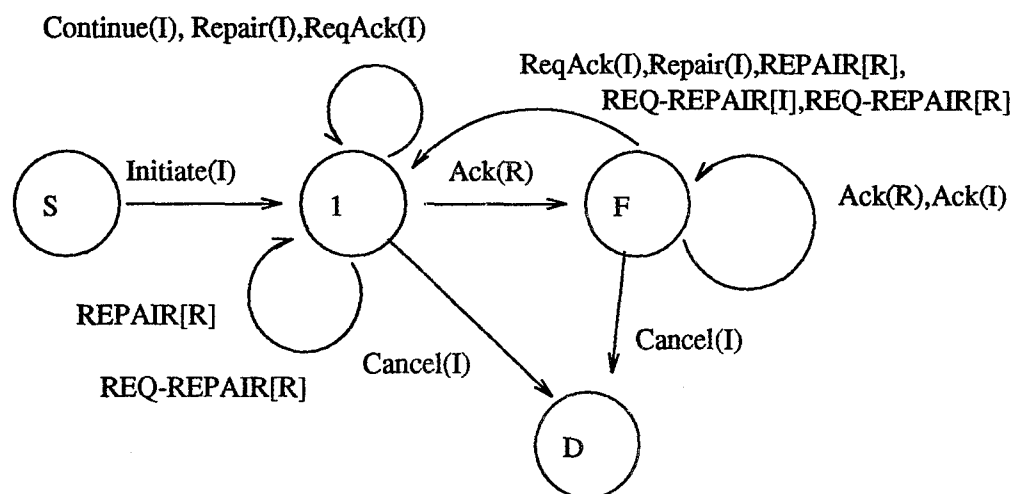 Continue(I), Repair(I),ReqAck(I)
ReqAck(I),Repair(I),REPAIR[R],
REQ-REPAIR[I],REQ-REPAIR[R]
Initiate(I)
Ack(R)
S
1
F
Ack(R),Ack(I)
REPAIR[R]
REQ-REPAIR[R]
Cancel(I)
Cancel(I)
D